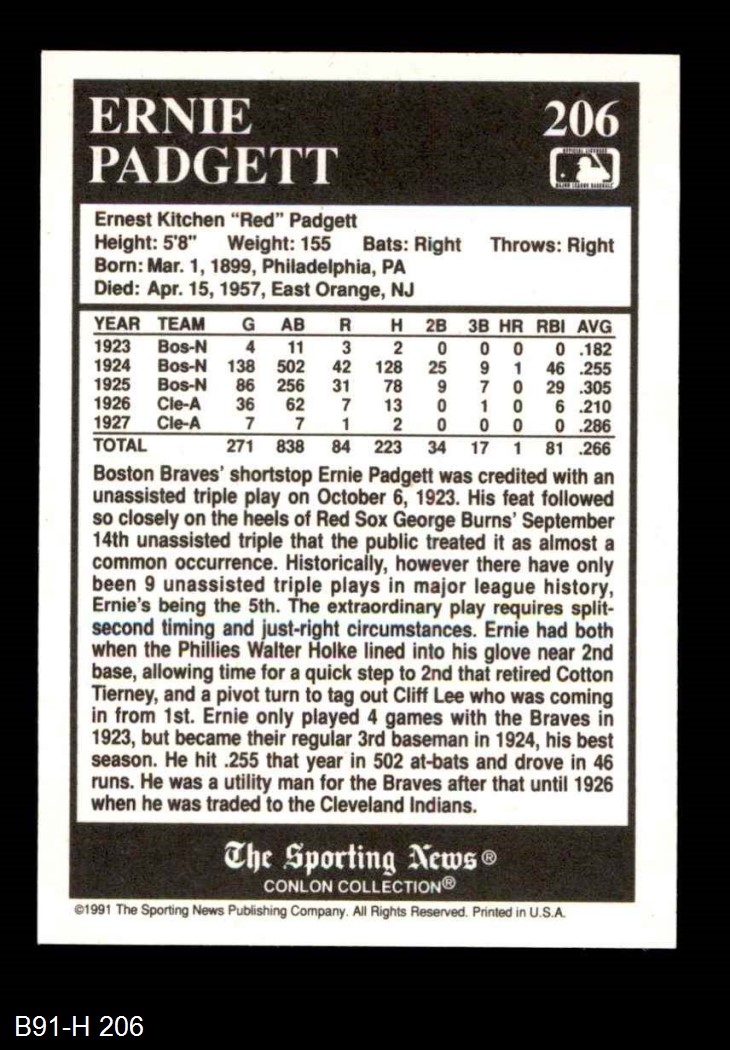 ERNIE 206
PADGETT
OFFICIAL LICENSEE
MAJOR LEAGUE BASEBALL
Ernest Kitchen “Red” Padgett
Height: 5'8" Weight: 155 Bats: Right Throws: Right
Born: Mar. 1, 1899, Philadelphia, PA
Died: Apr. 15, 1957, East Orange, NJ
YEAR TEAM G AB R H 2B 3B HR RBI AVG
1923 Bos-N 4 11 3 2 0 0 0 0 .182
1924 Bos-N 138 502 42 128 25 9 1 46 .255
1925 Bos-N 86 256 31 78 9 7 0 29 .305
1926 Cle-A 36 62 7 13 0 1 0 6 .210
1927 Cle-A 7 7 1 2 0 0 0 0 .286
TOTAL 271 838 84 223 34 17 1 81 .266
Boston Braves’ shortstop Ernie Padgett was credited with an
unassisted triple play on October 6, 1923. His feat followed
so closely on the heels of Red Sox George Burns’ September
14th unassisted triple that the public treated it as almost a
common occurrence. Historically, however there have only
been 9 unassisted triple plays in major league history,
Ernie’s being the 5th. The extraordinary play requires split-
second timing and just-right circumstances. Ernie had both
when the Phillies Walter Holke lined into his glove near 2nd
base, allowing time for a quick step to 2nd that retired Cotton
Tierney, and a pivot turn to tag out Cliff Lee who was coming
in from 1st. Ernie only played 4 games with the Braves in
1923, but became their regular 3rd baseman in 1924, his best
season. He hit .255 that year in 502 at-bats and drove in 46
runs. He was a utility man for the Braves after that until 1926
when he was traded to the Cleveland Indians.
The Sporting News®
CONLON COLLECTION®
©1991 The Sporting News Publishing Company. All Rights Reserved. Printed in U.S.A.
B91-H 206